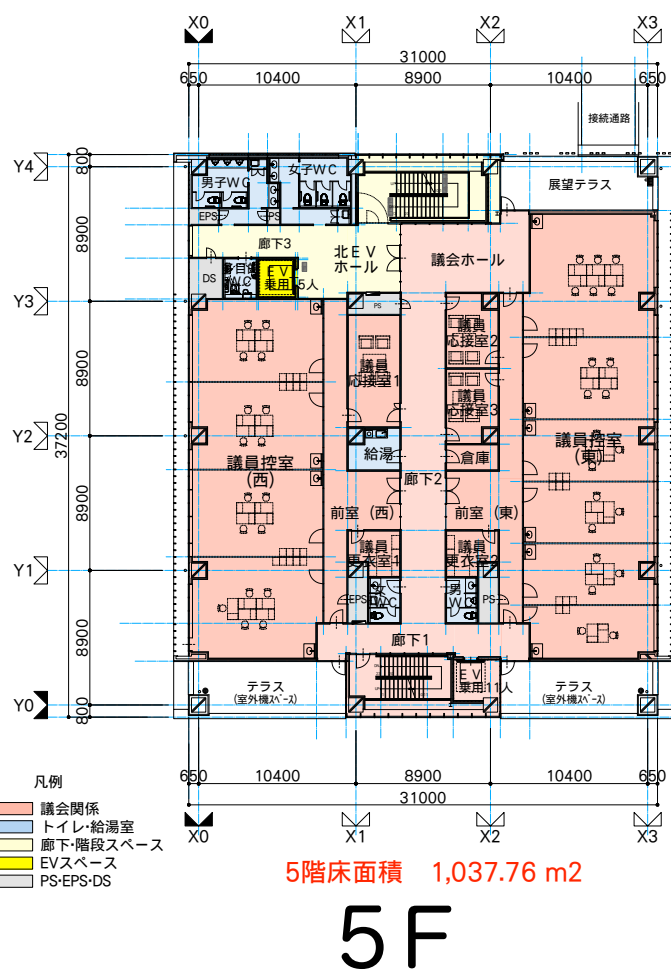 X0 X1 X2 X3
31000
650 10400 8900 10400 650
接続通路
Y4
800
男子WC
女子WC
展望テラス
EPS
PS
8900
廊下3
北EV
ホール
議会ホール
DS
EV
乗用15人
Y3
PS
議員
応接室2
議員
応接室1
8900
議員
応接室3
Y2
37200
議員控室
(西)
給湯
倉庫
議員控室
(東)
廊下2
8900
前室 (西)
前室 (東)
議員
更衣室1
議員
更衣室2
Y1
EPS
女
WC
男
WC
PS
8900
廊下1
テラス
(室外機スペース)
EV
乗用11人
テラス
(室外機スペース)
Y0
800
650 10400 8900 10400 650
31000
X0 X1 X2 X3
凡例
議会関係
トイレ・給湯室
廊下・階段スペース
EVスペース
PS・EPS・DS
5階床面積 1,037.76 m2
5F